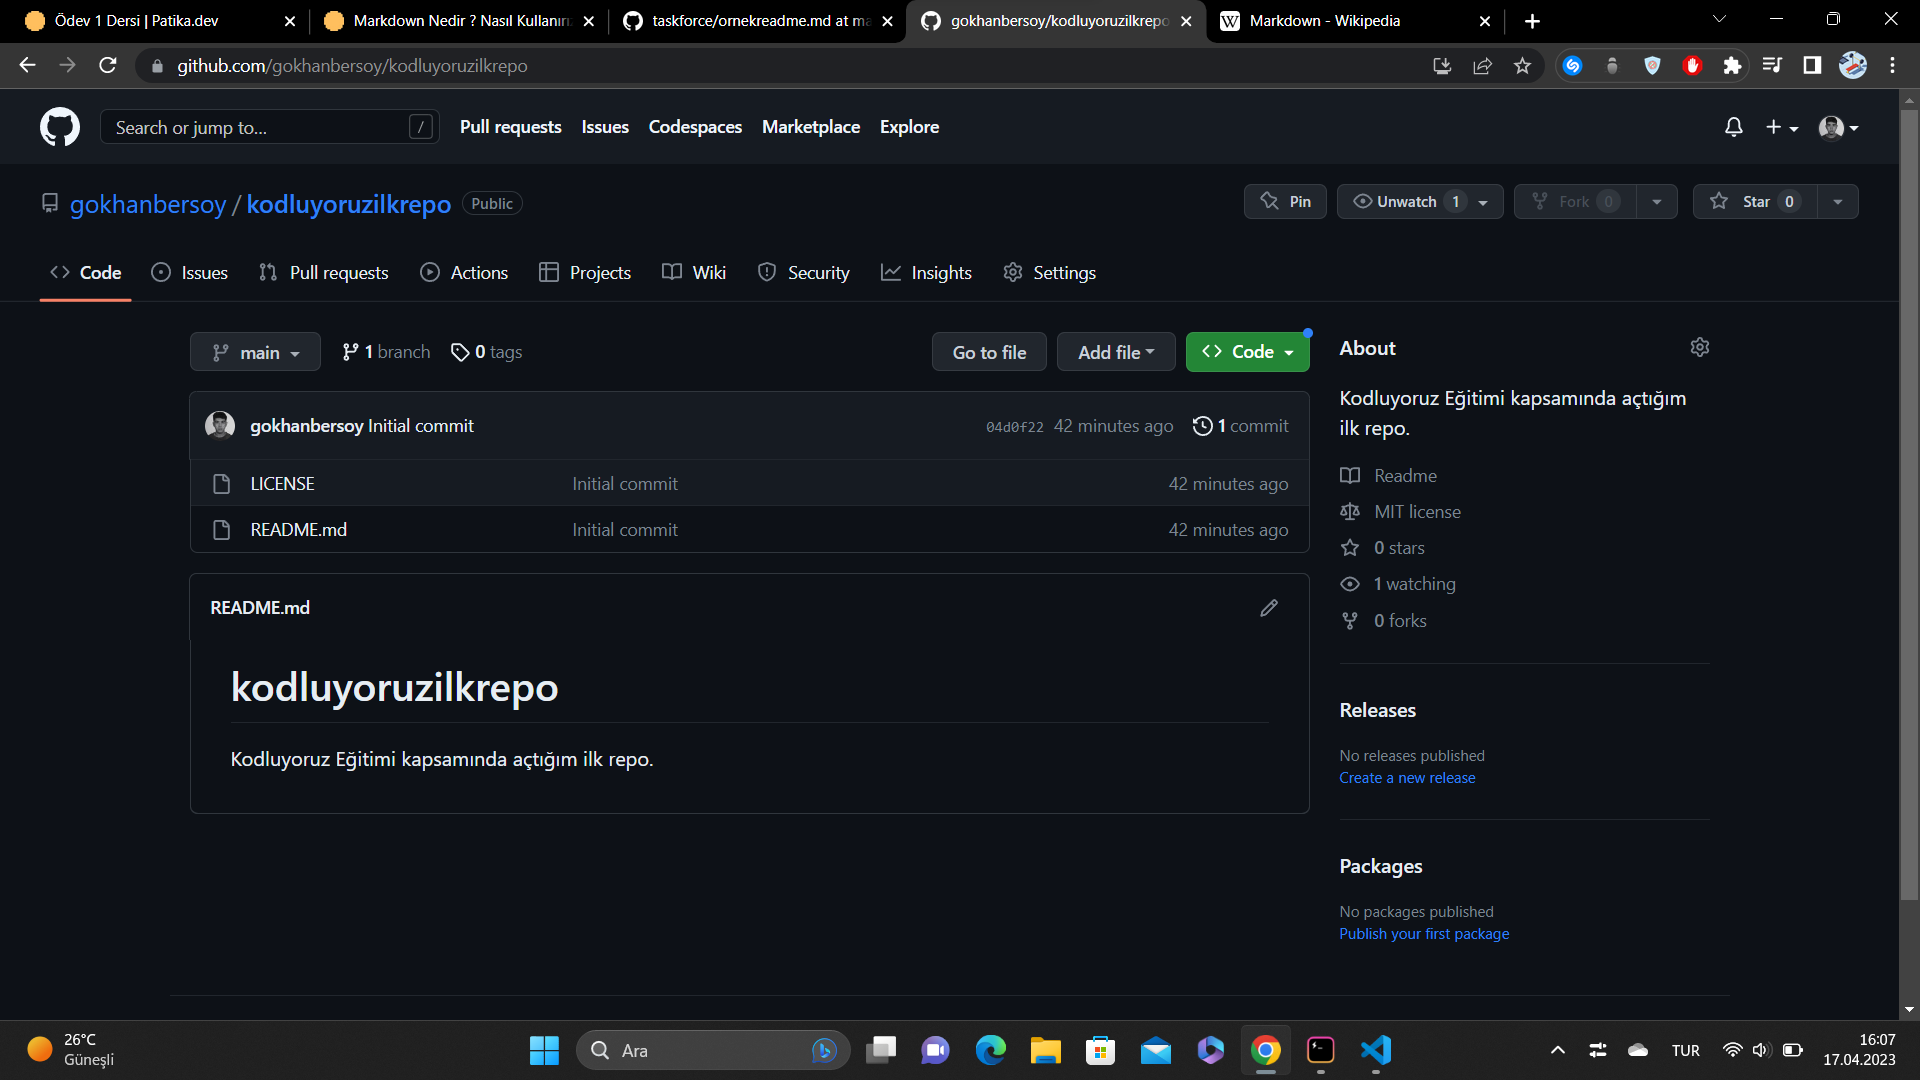 Ödev 1 Dersi | Patika.dev
Markdown Nedir ? Nasıl Kullanırız
taskforce/ornekreadme.md at ma
gokhanbersoy/kodluyoruzilkrepo
Markdown - Wikipedia
github.com/gokhanbersoy/kodluyoruzilkrepo
Search or jump to... /
Pull requests Issues Codespaces Marketplace Explore
gokhanbersoy / kodluyoruzilkrepo Public
Pin
Unwatch 1
Fork 0
Star 0
Code Issues Pull requests Actions Projects Wiki Security Insights Settings
main 1 branch 0 tags
Go to file Add file Code
gokhanbersoy Initial commit 04d0f22 42 minutes ago 1 commit
LICENSE Initial commit 42 minutes ago
README.md Initial commit 42 minutes ago
README.md
kodluyoruzilkrepo
Kodluyoruz Eğitimi kapsamında açtığım ilk repo.
About
Kodluyoruz Eğitimi kapsamında açtığım
ilk repo.
Readme
MIT license
0 stars
1 watching
0 forks
Releases
No releases published
Create a new release
Packages
No packages published
Publish your first package
26°C
Güneşli
Ara
TUR
16:07
17.04.2023